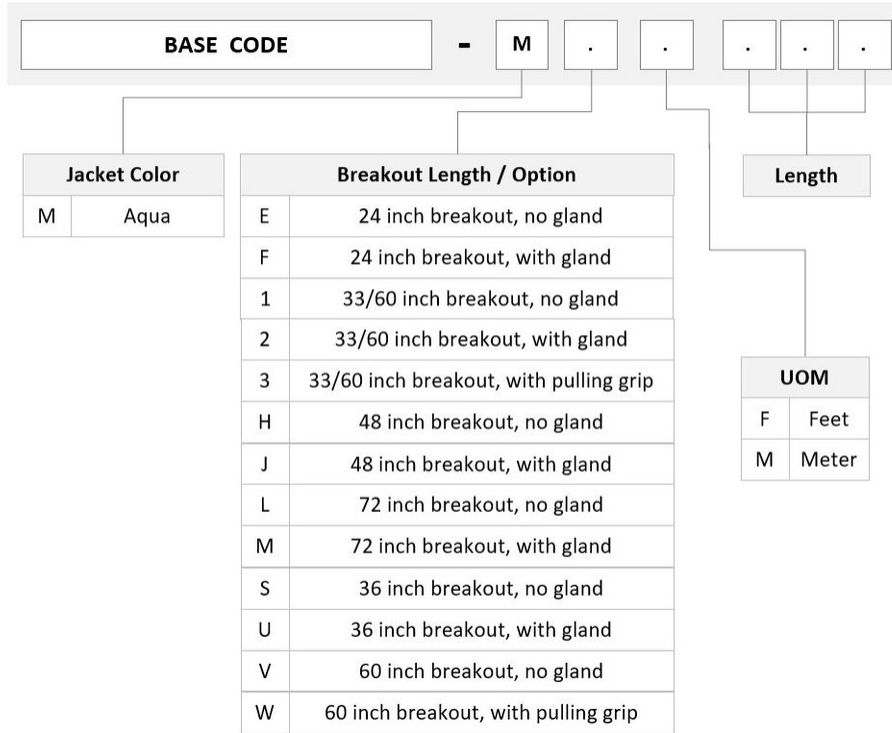 BASE CODE - M . . . . .
Jacket Color
M Aqua
Breakout Length / Option
E 24 inch breakout, no gland
F 24 inch breakout, with gland
1 33/60 inch breakout, no gland
2 33/60 inch breakout, with gland
3 33/60 inch breakout, with pulling grip
H 48 inch breakout, no gland
J 48 inch breakout, with gland
L 72 inch breakout, no gland
M 72 inch breakout, with gland
S 36 inch breakout, no gland
U 36 inch breakout, with gland
V 60 inch breakout, no gland
W 60 inch breakout, with pulling grip
Length
UOM
F Feet
M Meter